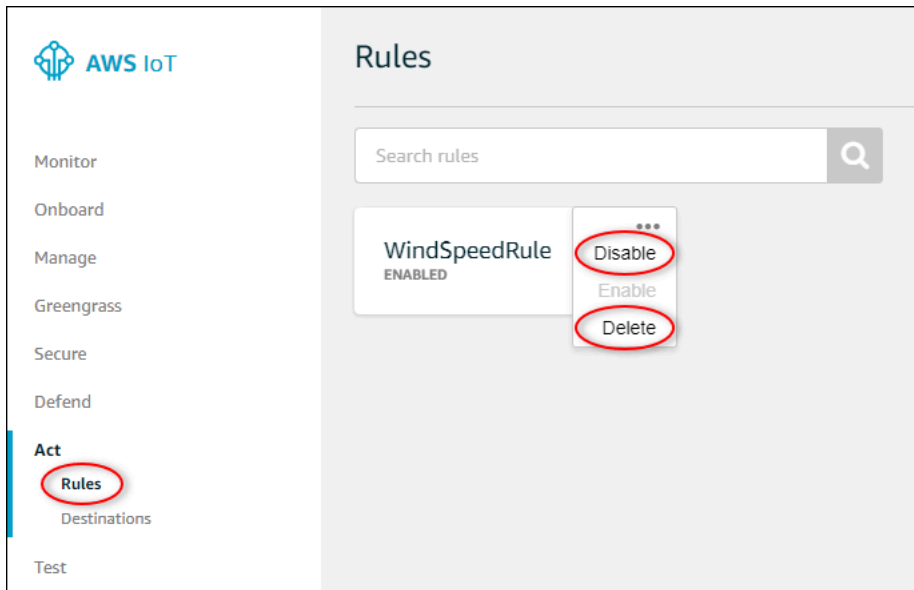 AWS IoT
Monitor
Onboard
Manage
Greengrass
Secure
Defend
Act
Rules
Destinations
Test
Rules
Search rules
WindSpeedRule
ENABLED
Disable
Enable
Delete